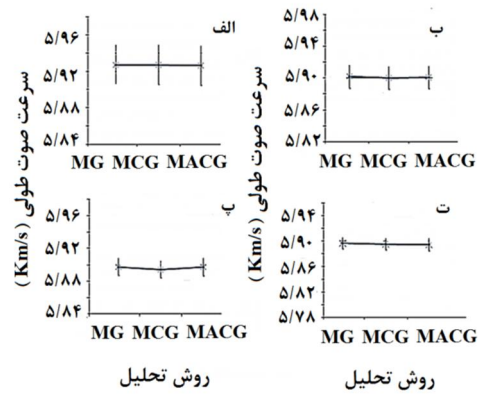 الف
۵/۹۶
۵/۹۲
۵/۸۸
۵/۸۴
MG MCG MACG
ب
۵/۹۸
۵/۹۴
۵/۹۰
۵/۸۶
۵/۸۲
MG MCG MACG
پ
۵/۹۶
۵/۹۲
۵/۸۸
۵/۸۴
MG MCG MACG
ت
۵/۹۴
۵/۹۰
۵/۸۶
۵/۸۲
۵/۷۸
MG MCG MACG
سرعت صوت طولی (Km/s)
سرعت صوت طولی (Km/s)
روش تحلیل
روش تحلیل